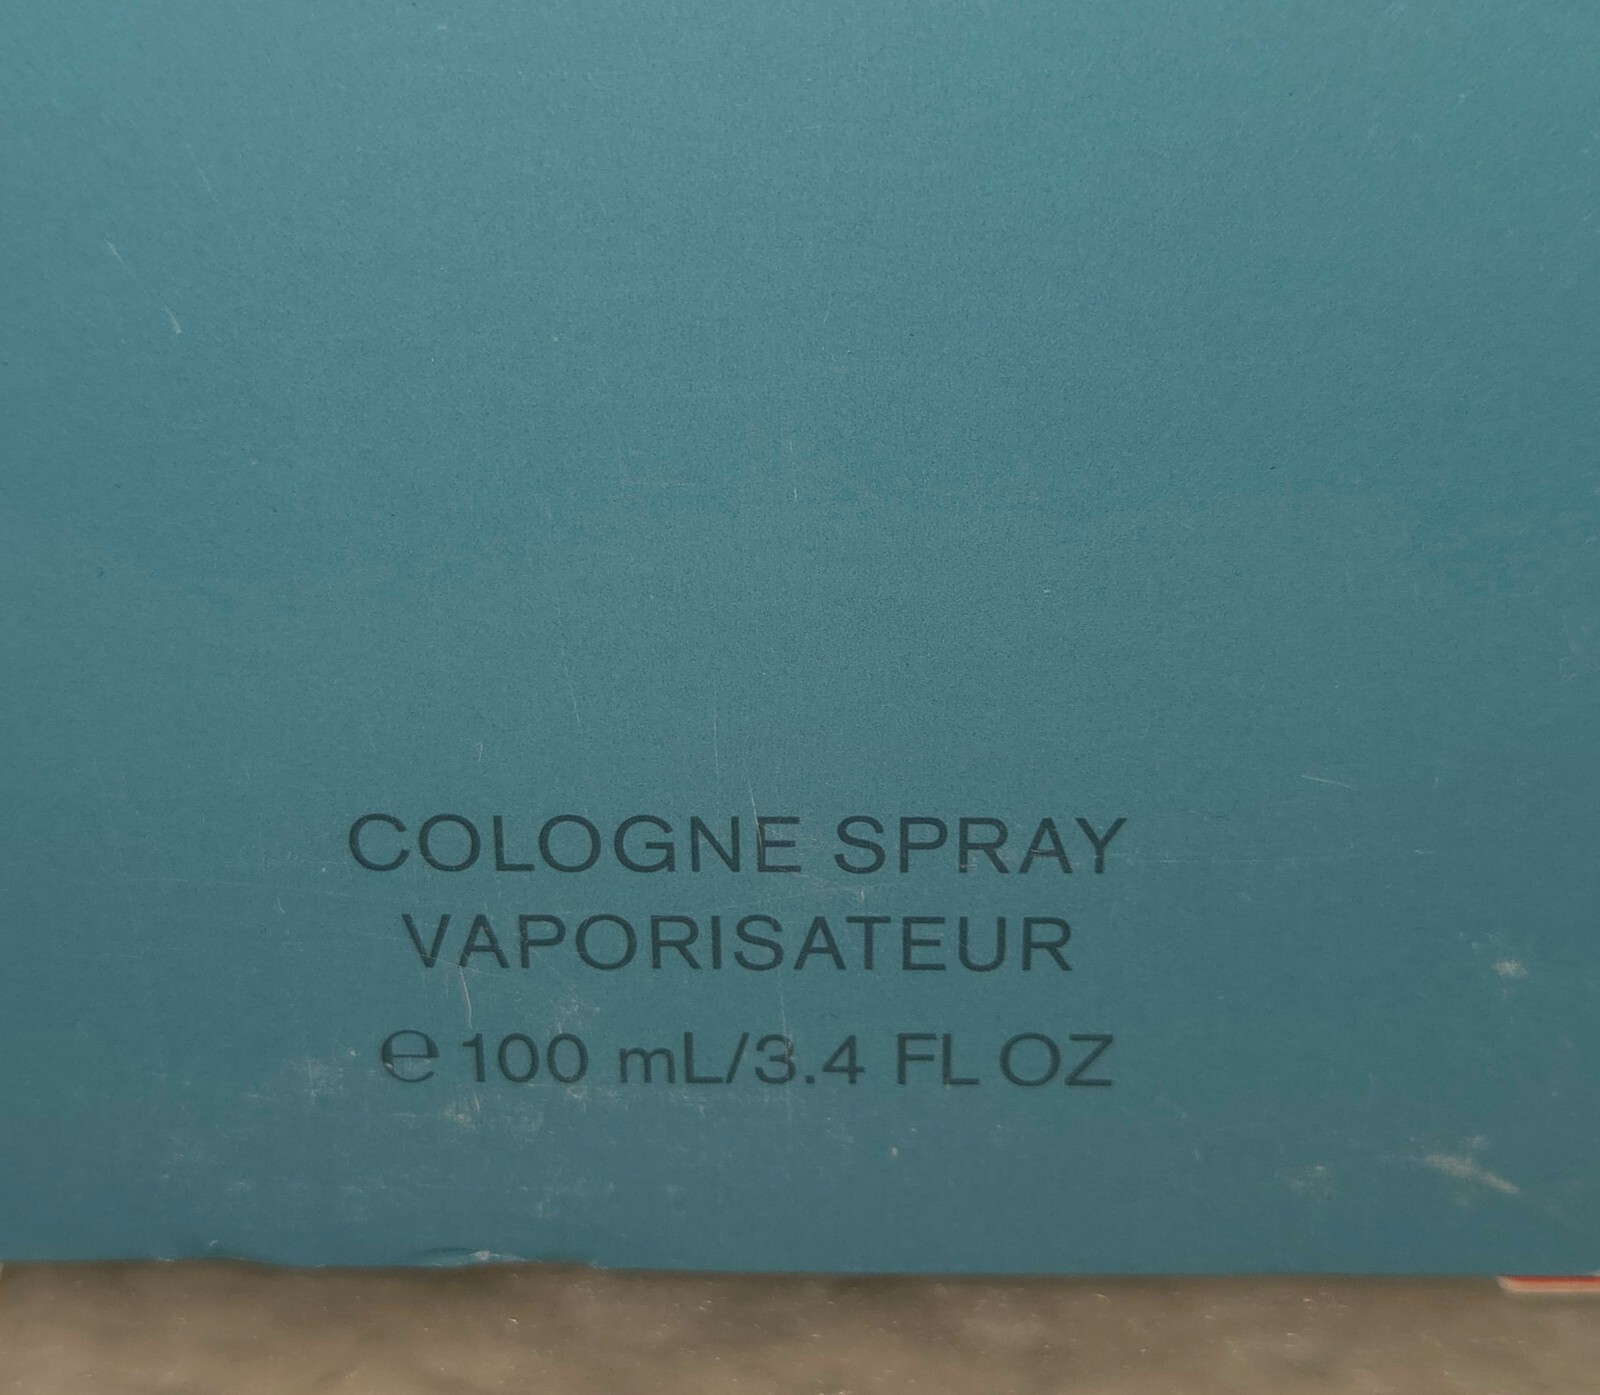 COLOGNE SPRAY
VAPORISATEUR
℮ 100 mL/3.4 FL OZ